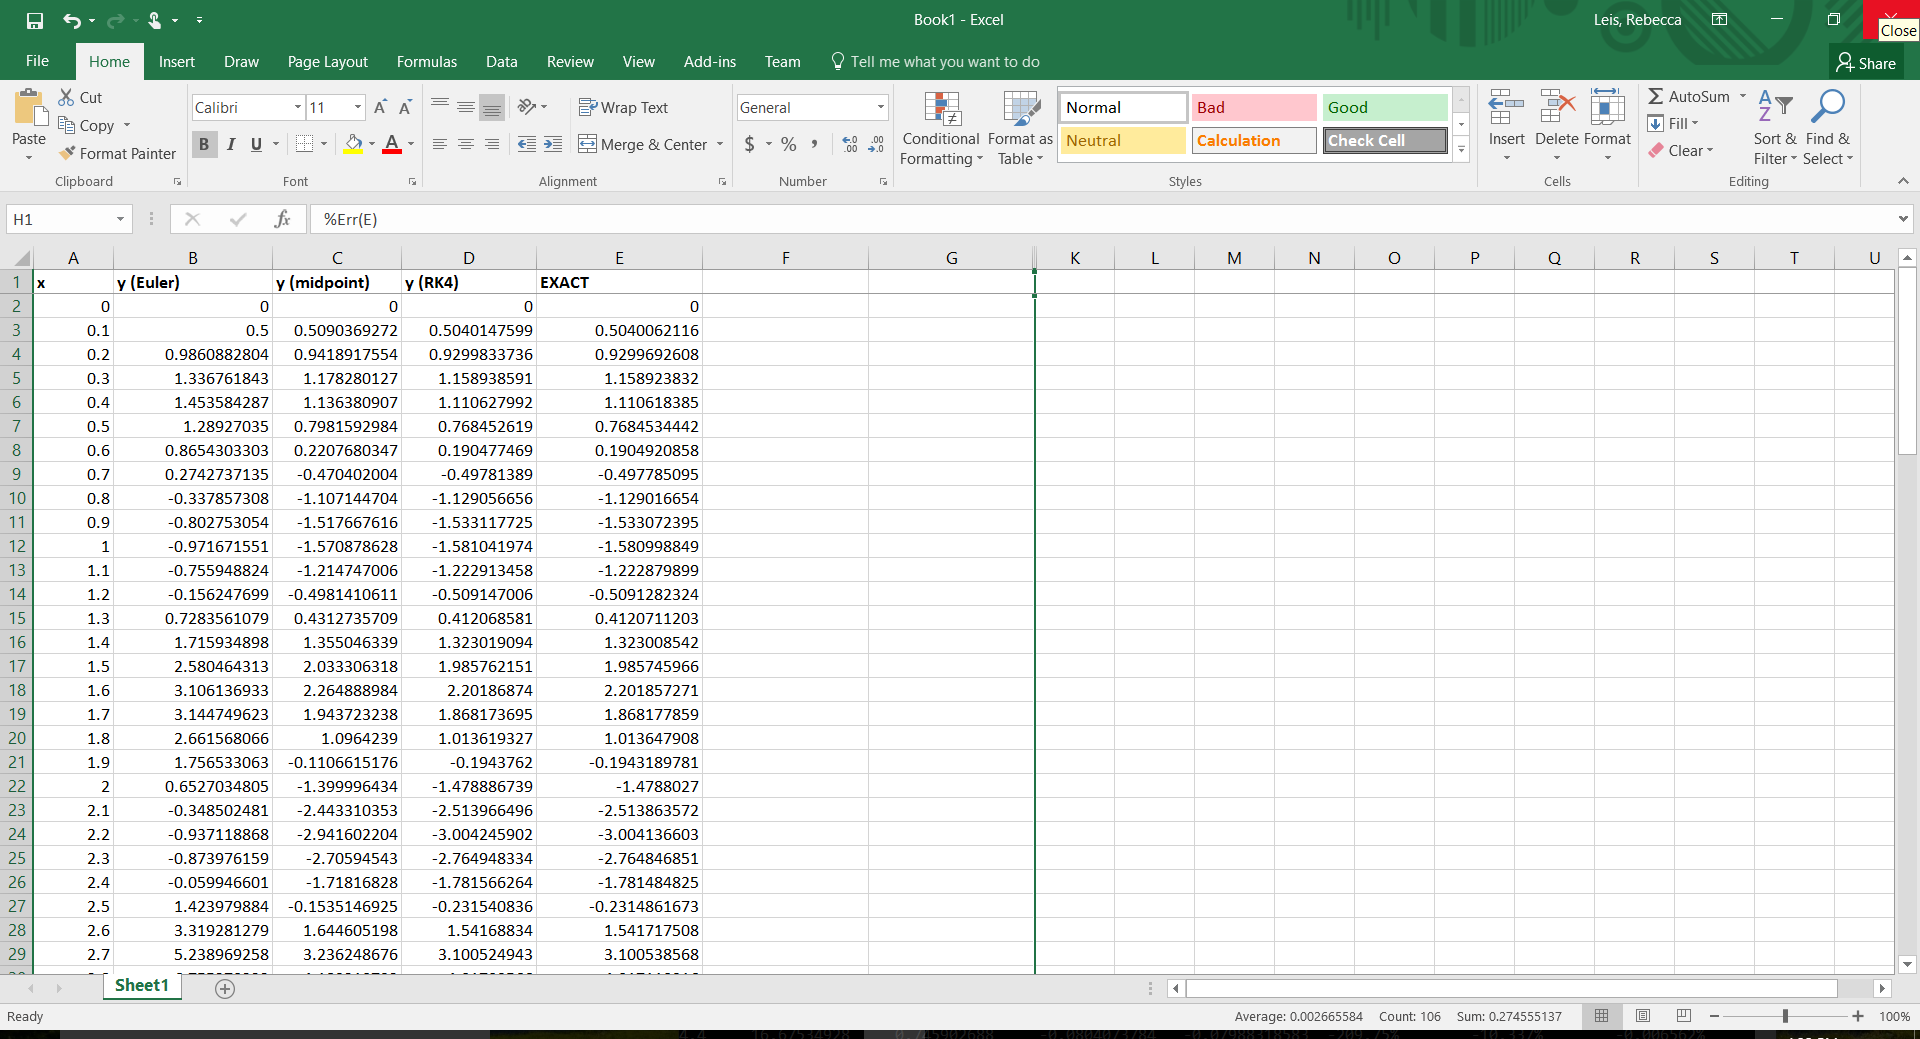 Book1 - Excel
Leis, Rebecca
Close
File Home Insert Draw Page Layout Formulas Data Review View Add-ins Team Tell me what you want to do Share
Paste Cut Copy Format Painter Clipboard
Calibri 11 B I U A Font
Wrap Text Merge & Center Alignment
General $ % Number
Conditional Formatting Format as Table
Normal Bad Good
Neutral Calculation Check Cell
Styles
Insert Delete Format Cells
AutoSum Fill Clear Sort & Filter Find & Select Editing
H1 fx %Err(E)
A B C D E F G K L M N O P Q R S T U
1 x y (Euler) y (midpoint) y (RK4) EXACT
2 0 0 0 0 0
3 0.1 0.5 0.5090369272 0.5040147599 0.5040062116
4 0.2 0.9860882804 0.9418917554 0.9299833736 0.9299692608
5 0.3 1.336761843 1.178280127 1.158938591 1.158923832
6 0.4 1.453584287 1.136380907 1.110627992 1.110618385
7 0.5 1.28927035 0.7981592984 0.768452619 0.7684534442
8 0.6 0.8654303303 0.2207680347 0.190477469 0.1904920858
9 0.7 0.2742737135 -0.470402004 -0.49781389 -0.497785095
10 0.8 -0.337857308 -1.107144704 -1.129056656 -1.129016654
11 0.9 -0.802753054 -1.517667616 -1.533117725 -1.533072395
12 1 -0.971671551 -1.570878628 -1.581041974 -1.580998849
13 1.1 -0.755948824 -1.214747006 -1.222913458 -1.222879899
14 1.2 -0.156247699 -0.4981410611 -0.509147006 -0.5091282324
15 1.3 0.7283561079 0.4312735709 0.412068581 0.4120711203
16 1.4 1.715934898 1.355046339 1.323019094 1.323008542
17 1.5 2.580464313 2.033306318 1.985762151 1.985745966
18 1.6 3.106136933 2.264888984 2.20186874 2.201857271
19 1.7 3.144749623 1.943723238 1.868173695 1.868177859
20 1.8 2.661568066 1.0964239 1.013619327 1.013647908
21 1.9 1.756533063 -0.1106615176 -0.1943762 -0.1943189781
22 2 0.6527034805 -1.399996434 -1.478886739 -1.4788027
23 2.1 -0.348502481 -2.443310353 -2.513966496 -2.513863572
24 2.2 -0.937118868 -2.941602204 -3.004245902 -3.004136603
25 2.3 -0.873976159 -2.70594543 -2.764948334 -2.764846851
26 2.4 -0.059946601 -1.71816828 -1.781566264 -1.781484825
27 2.5 1.423979884 -0.1535146925 -0.231540836 -0.2314861673
28 2.6 3.319281279 1.644605198 1.54168834 1.541717508
29 2.7 5.238969258 3.236248676 3.100524943 3.100538568
Sheet1
Ready Average: 0.002665584 Count: 106 Sum: 0.274555137 100%